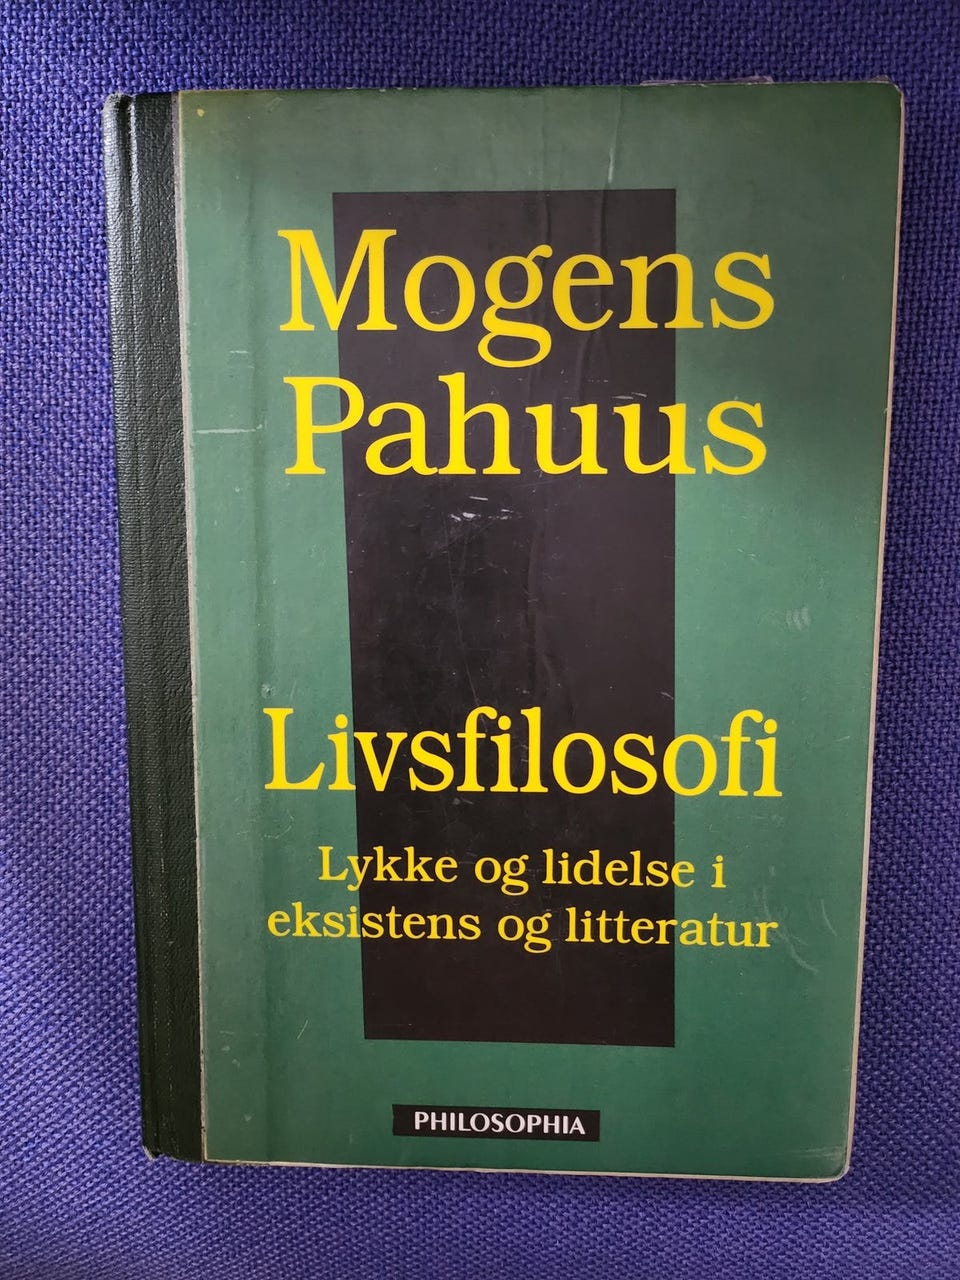 Mogens
Pahuus
Livsfilosofi
Lykke og lidelse i
eksistens og litteratur
PHILOSOPHIA